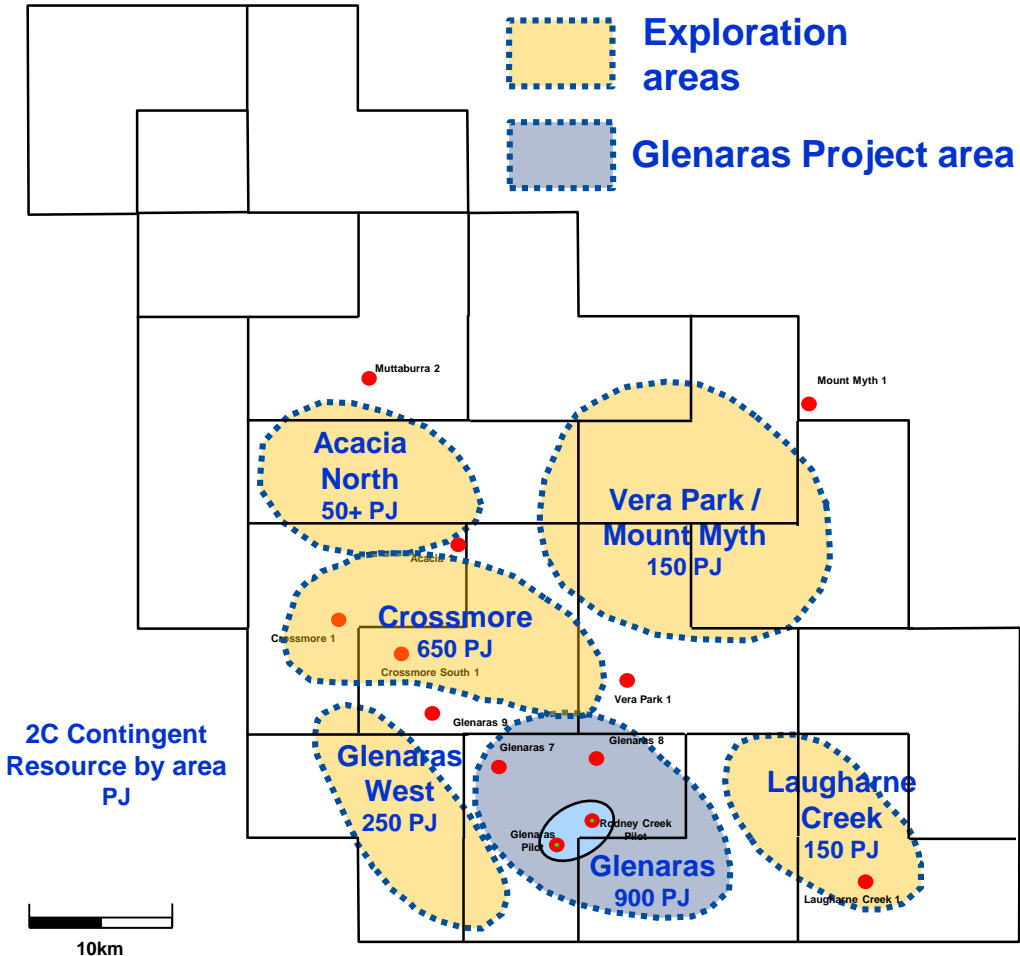 Exploration
areas
Glenaras Project area
Muttaburra 2
Mount Myth 1
Acacia
North
50+ PJ
Vera Park /
Mount Myth
150 PJ
Acacia 1
Crossmore
650 PJ
Crossmore 1
Crossmore South 1
Vera Park 1
Glenaras 9
2C Contingent
Resource by area
PJ
Glenaras
West
250 PJ
Glenaras 7
Glenaras 8
Rodney Creek
Pilot
Glenaras
Pilot
Glenaras
900 PJ
Laugharne
Creek
150 PJ
Laugharne Creek 1
10km